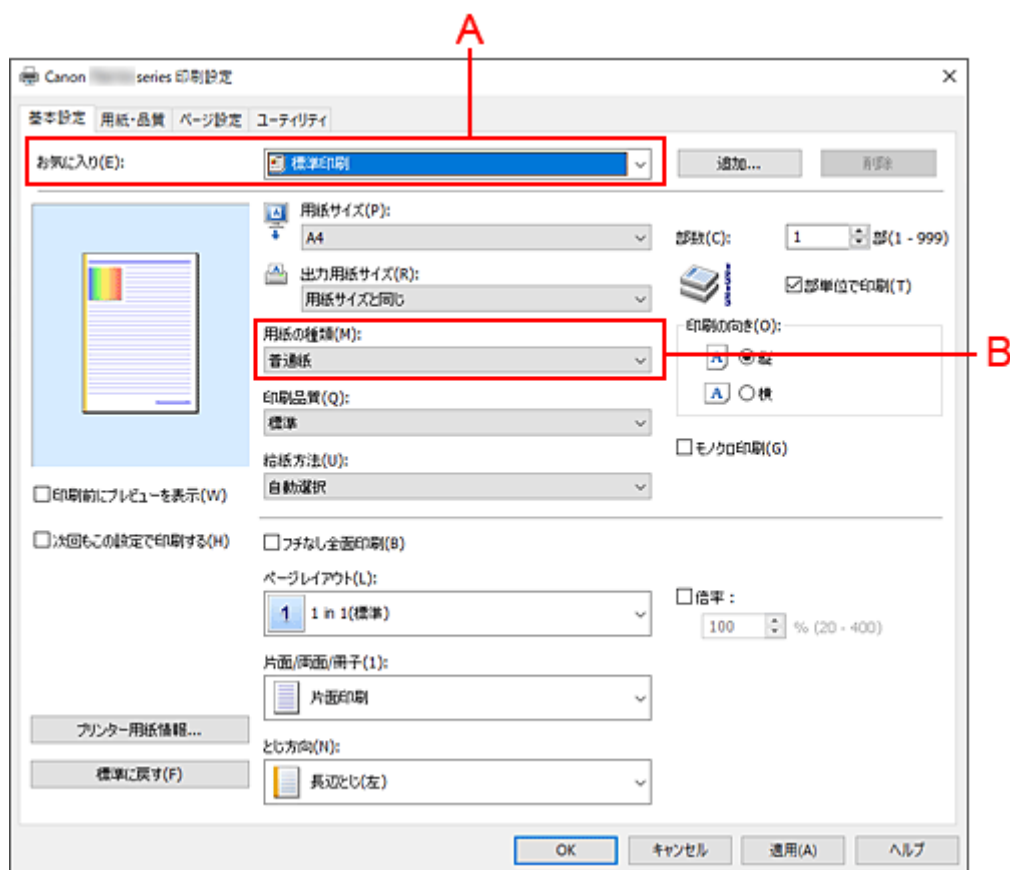 A
Canon series 印刷設定
基本設定 用紙・品質 ページ設定 ユーティリティ
お気に入り(E): 標準印刷 追加... 削除
用紙サイズ(P):
A4
部数(C): 1 部(1 - 999)
出力用紙サイズ(R):
用紙サイズと同じ
部単位で印刷(T)
用紙の種類(M):
普通紙
B
印刷の向き(O):
A 縦
A 横
印刷品質(Q):
標準
モノクロ印刷(G)
給紙方法(U):
自動選択
印刷前にプレビューを表示(W)
次回もこの設定で印刷する(H)
フチなし全面印刷(B)
ページレイアウト(L):
1 1 in 1(標準)
倍率：
100 % (20 - 400)
片面/両面/冊子(1):
片面印刷
プリンター用紙情報...
とじ方向(N):
標準に戻す(F)
長辺とじ(左)
OK キャンセル 適用(A) ヘルプ